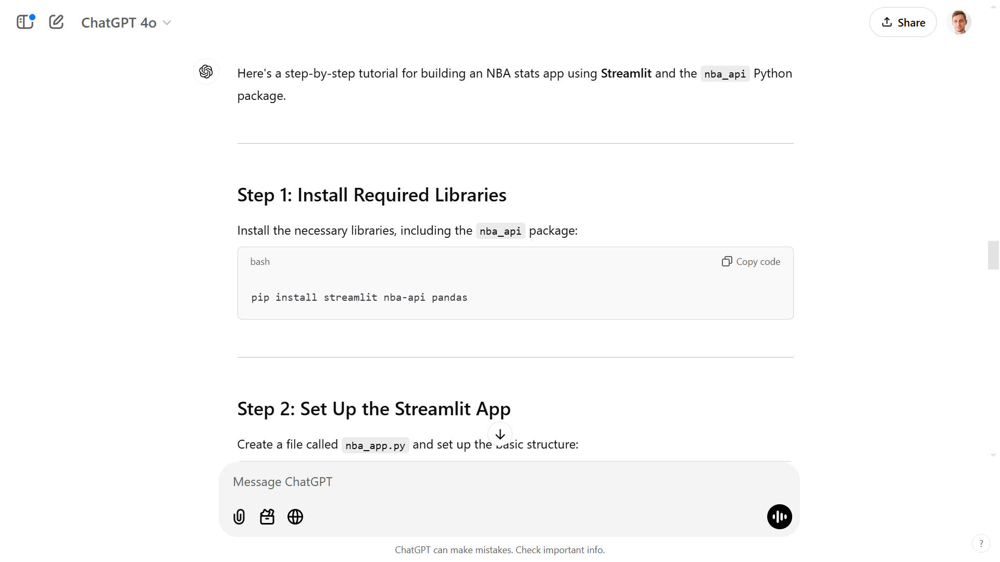 ChatGPT 4o
Share
Here's a step-by-step tutorial for building an NBA stats app using Streamlit and the nba_api Python
package.
Step 1: Install Required Libraries
Install the necessary libraries, including the nba_api package:
bash
Copy code
pip install streamlit nba-api pandas
Step 2: Set Up the Streamlit App
Create a file called nba_app.py and set up the basic structure:
Message ChatGPT
ChatGPT can make mistakes. Check important info.
?